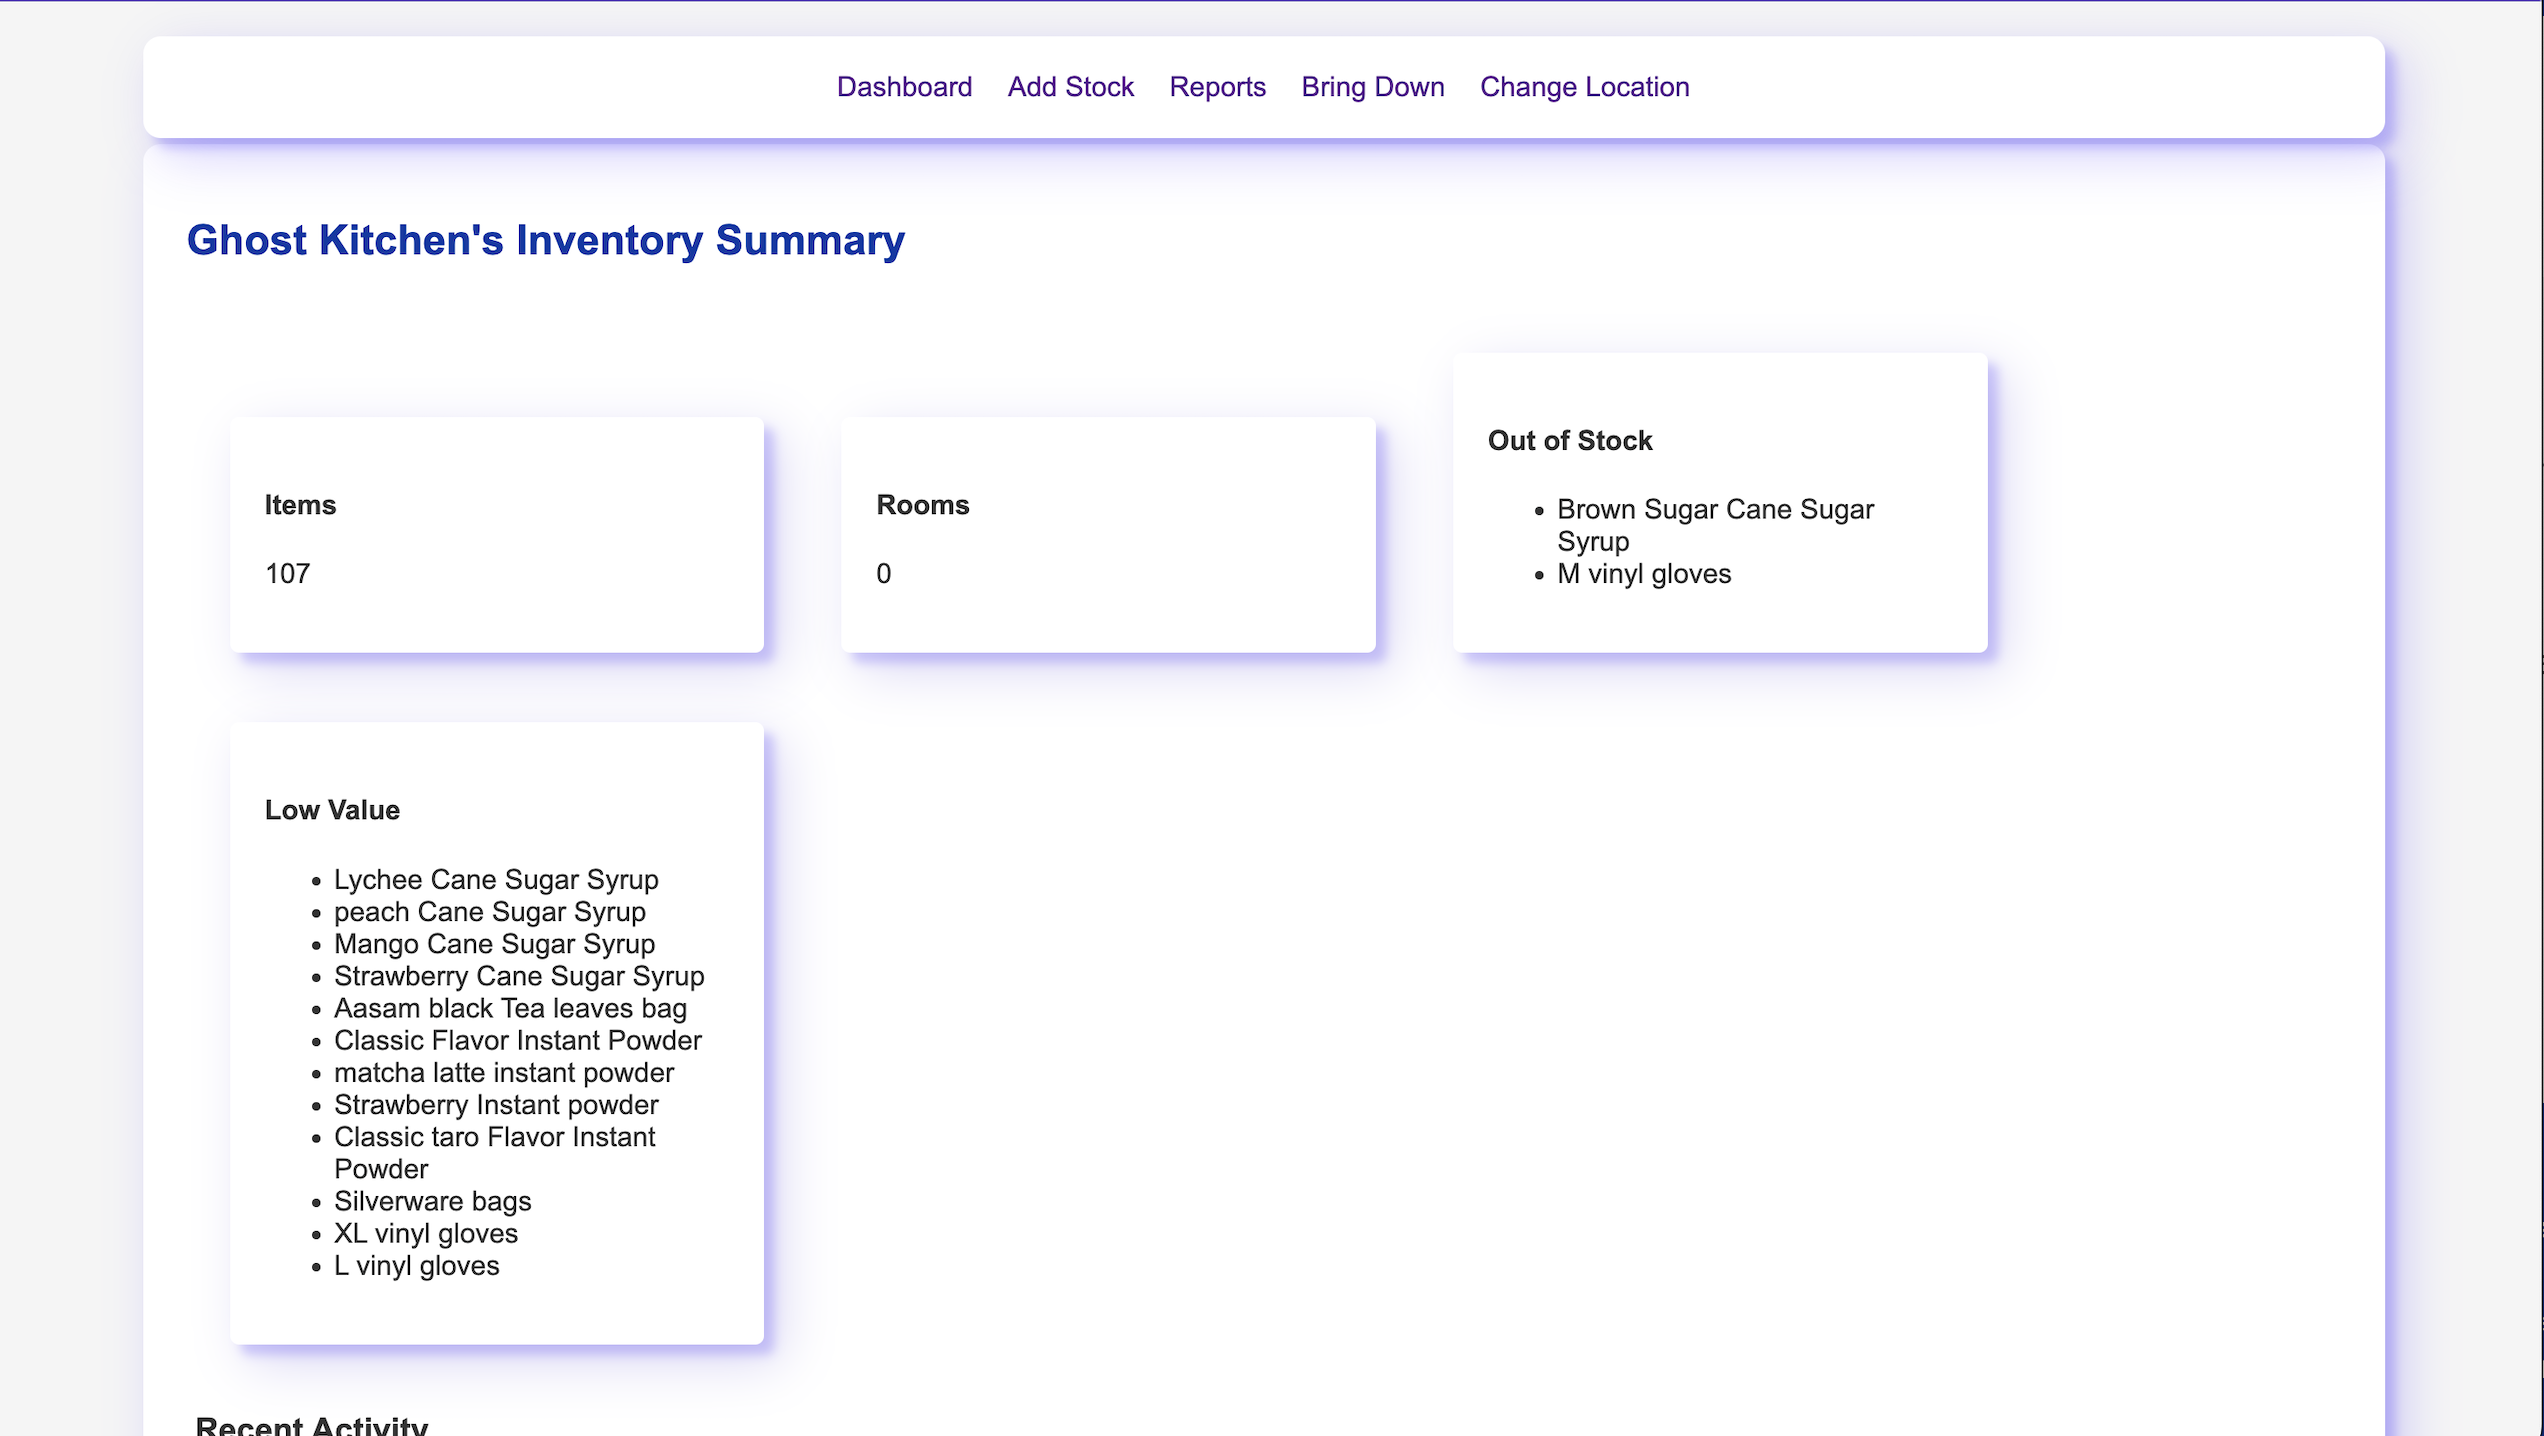 Dashboard Add Stock Reports Bring Down Change Location
Ghost Kitchen's Inventory Summary
Items
107
Rooms
0
Out of Stock
Brown Sugar Cane Sugar
Syrup
M vinyl gloves
Low Value
Lychee Cane Sugar Syrup
peach Cane Sugar Syrup
Mango Cane Sugar Syrup
Strawberry Cane Sugar Syrup
Aasam black Tea leaves bag
Classic Flavor Instant Powder
matcha latte instant powder
Strawberry Instant powder
Classic taro Flavor Instant
Powder
Silverware bags
XL vinyl gloves
L vinyl gloves
Recent Activity